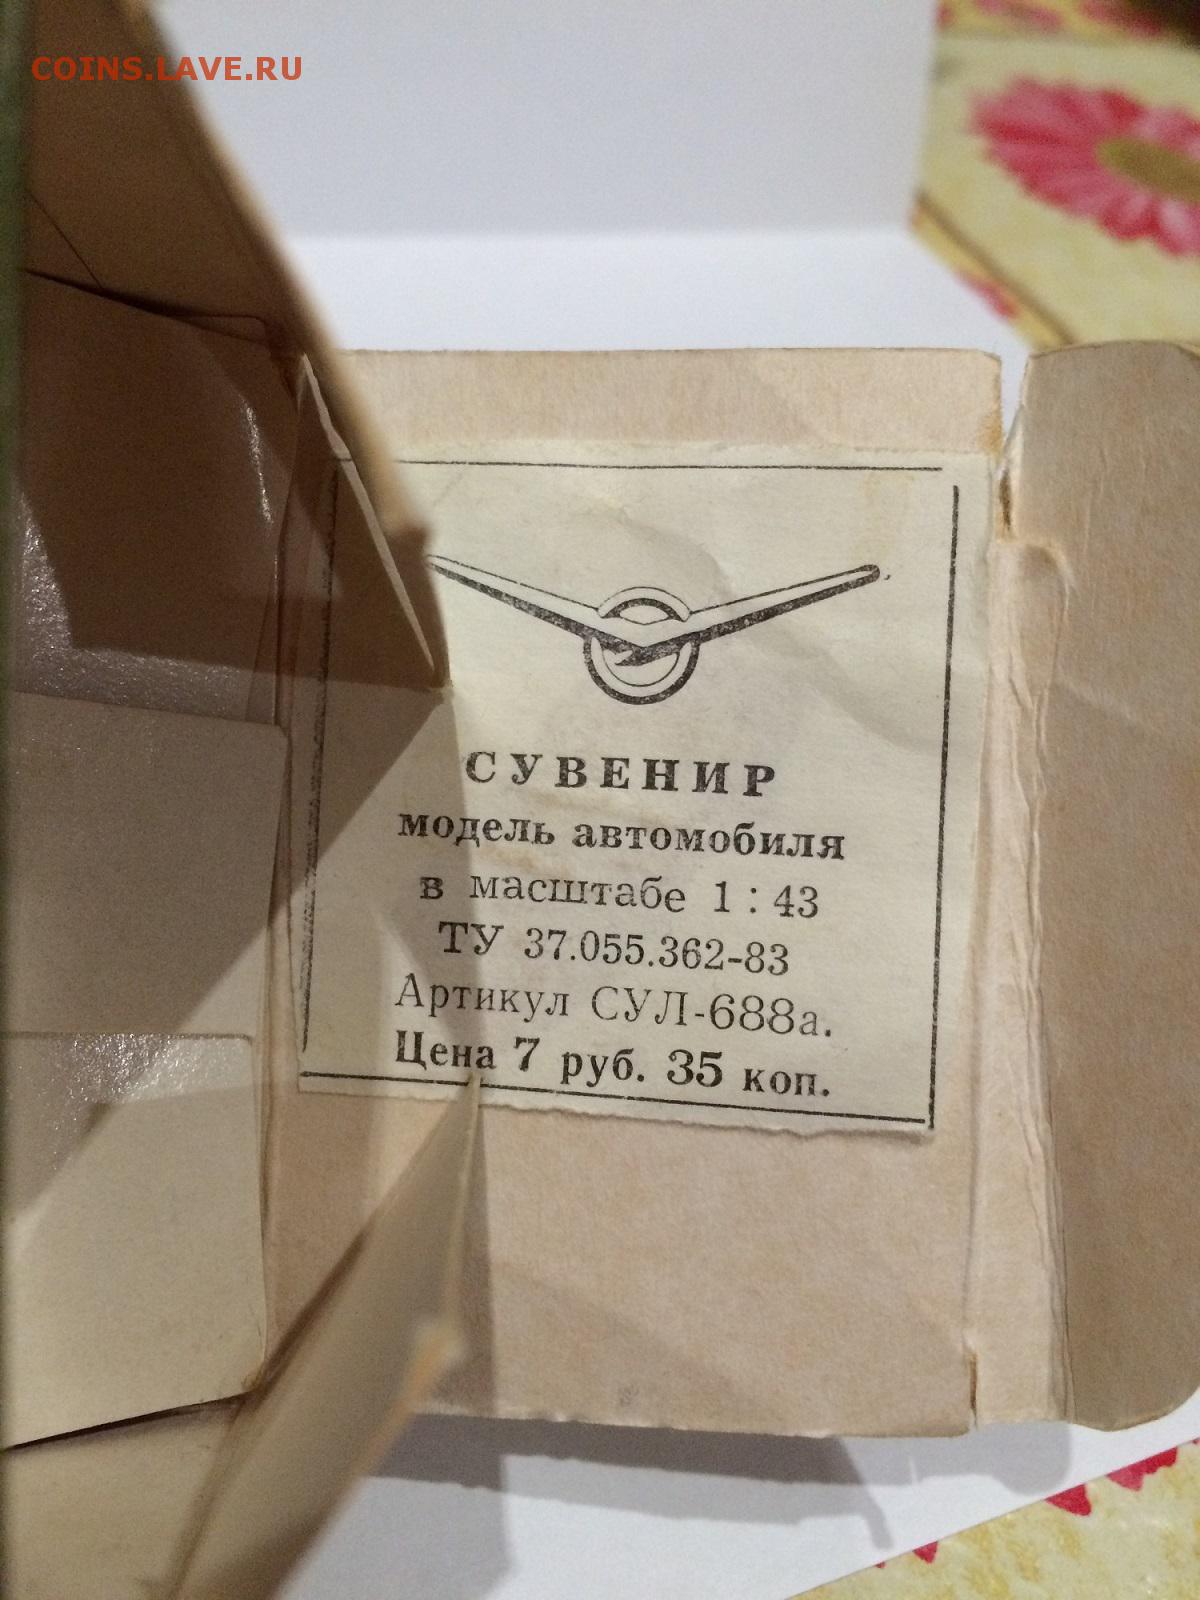 COINS.LAVE.RU
СУВЕНИР
модель автомобиля
в масштабе 1 : 43
ТУ 37.055.362-83
Артикул СУЛ-688а.
Цена 7 руб. 35 коп.